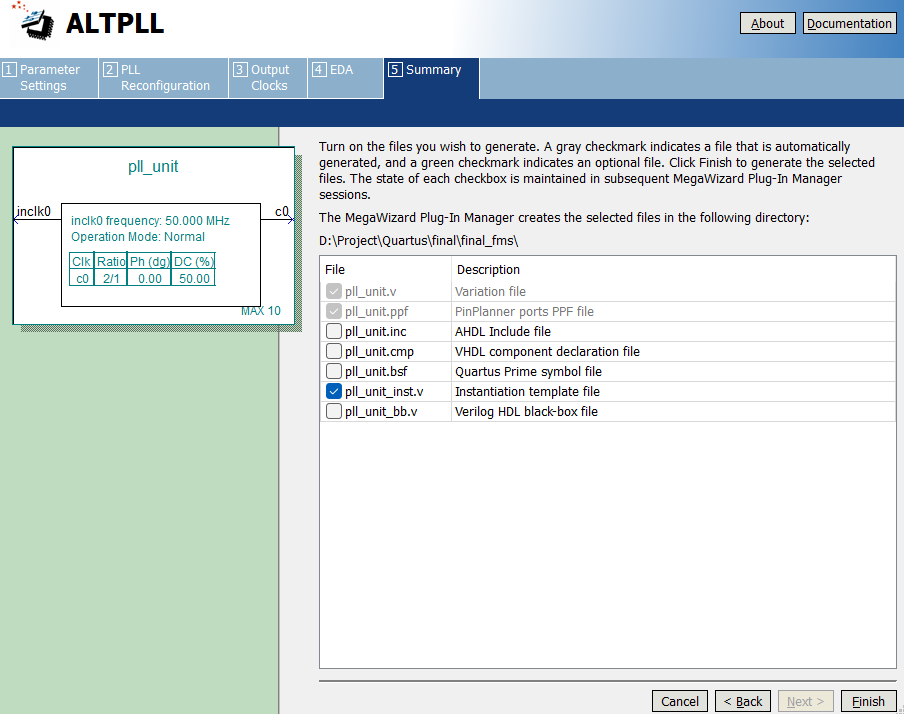 ALTPLL
About
Documentation
1 Parameter Settings
2 PLL Reconfiguration
3 Output Clocks
4 EDA
5 Summary
pll_unit
inclk0
c0
inclk0 frequency: 50.000 MHz
Operation Mode: Normal
Clk Ratio Ph (dg) DC (%)
c0 2/1 0.00 50.00
MAX 10
Turn on the files you wish to generate. A gray checkmark indicates a file that is automatically
generated, and a green checkmark indicates an optional file. Click Finish to generate the selected
files. The state of each checkbox is maintained in subsequent MegaWizard Plug-In Manager
sessions.
The MegaWizard Plug-In Manager creates the selected files in the following directory:
D:\Project\Quartus\final\final_fms\
File Description
pll_unit.v Variation file
pll_unit.ppf PinPlanner ports PPF file
pll_unit.inc AHDL Include file
pll_unit.cmp VHDL component declaration file
pll_unit.bsf Quartus Prime symbol file
pll_unit_inst.v Instantiation template file
pll_unit_bb.v Verilog HDL black-box file
Cancel
< Back
Next >
Finish